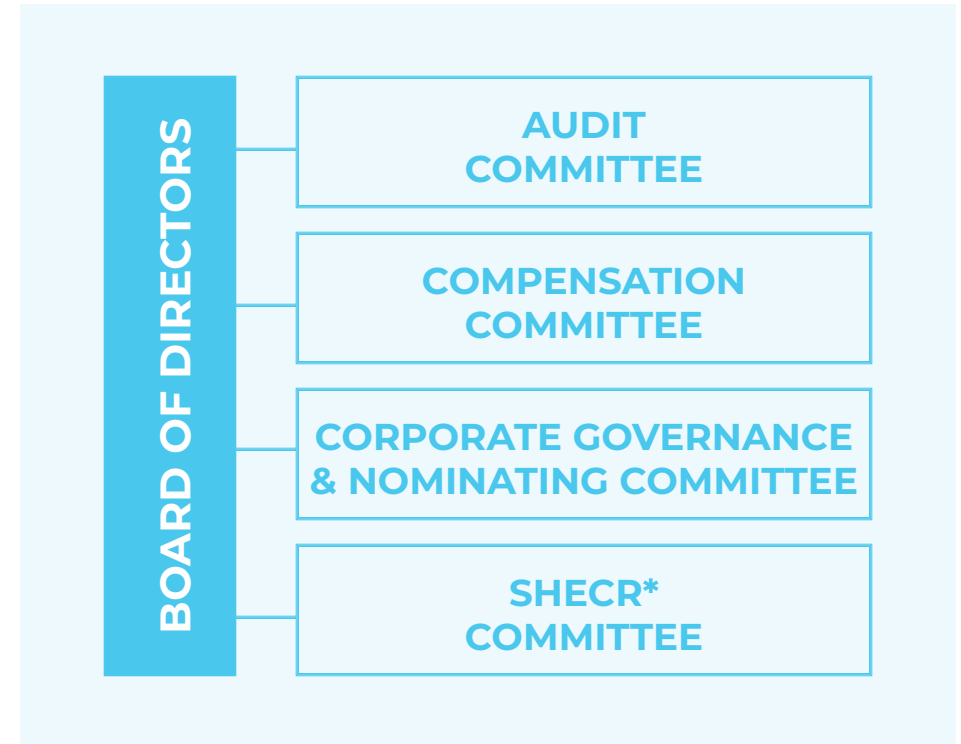 BOARD OF DIRECTORS
AUDIT
COMMITTEE
COMPENSATION
COMMITTEE
CORPORATE GOVERNANCE
& NOMINATING COMMITTEE
SHECR*
COMMITTEE